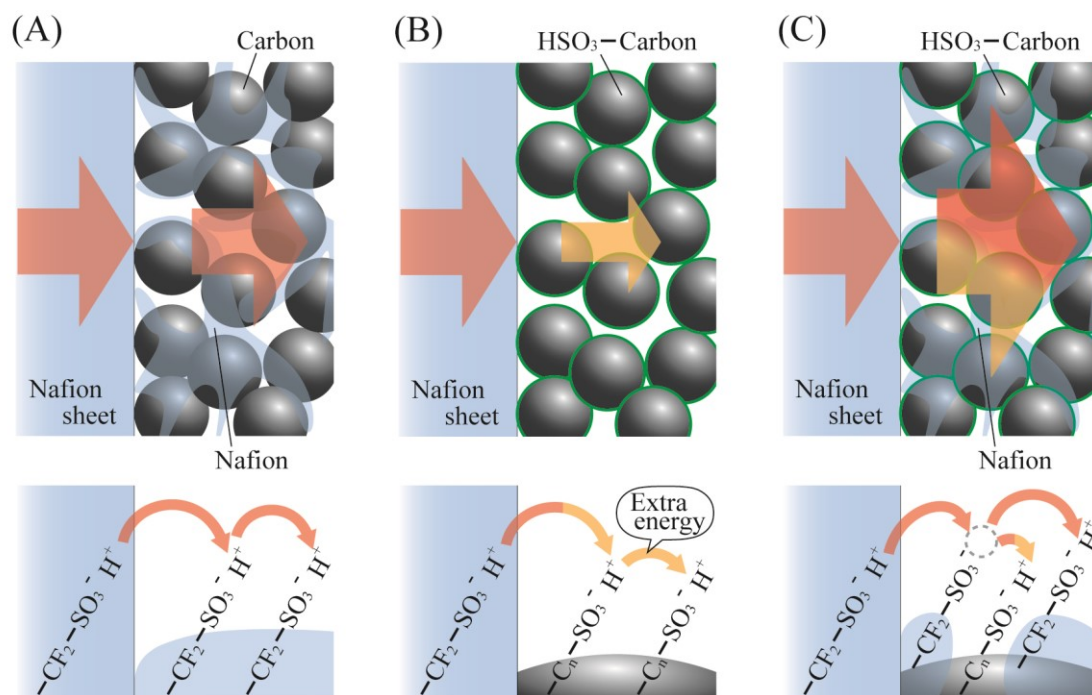 (A)
Carbon
Nafion
sheet
Nafion
(B)
HSO₃–Carbon
Nafion
sheet
(C)
HSO₃–Carbon
Nafion
sheet
Nafion
–CF₂–SO₃⁻ H⁺
–CF₂–SO₃⁻ H⁺
–CF₂–SO₃⁻ H⁺
Extra
energy
–CF₂–SO₃⁻ H⁺
–Cₙ–SO₃⁻ H⁺
–Cₙ–SO₃⁻ H⁺
–CF₂–SO₃⁻ H⁺
–CF₂–SO₃
–Cₙ–SO₃⁻ H⁺
–CF₂–SO₃⁻ H⁺